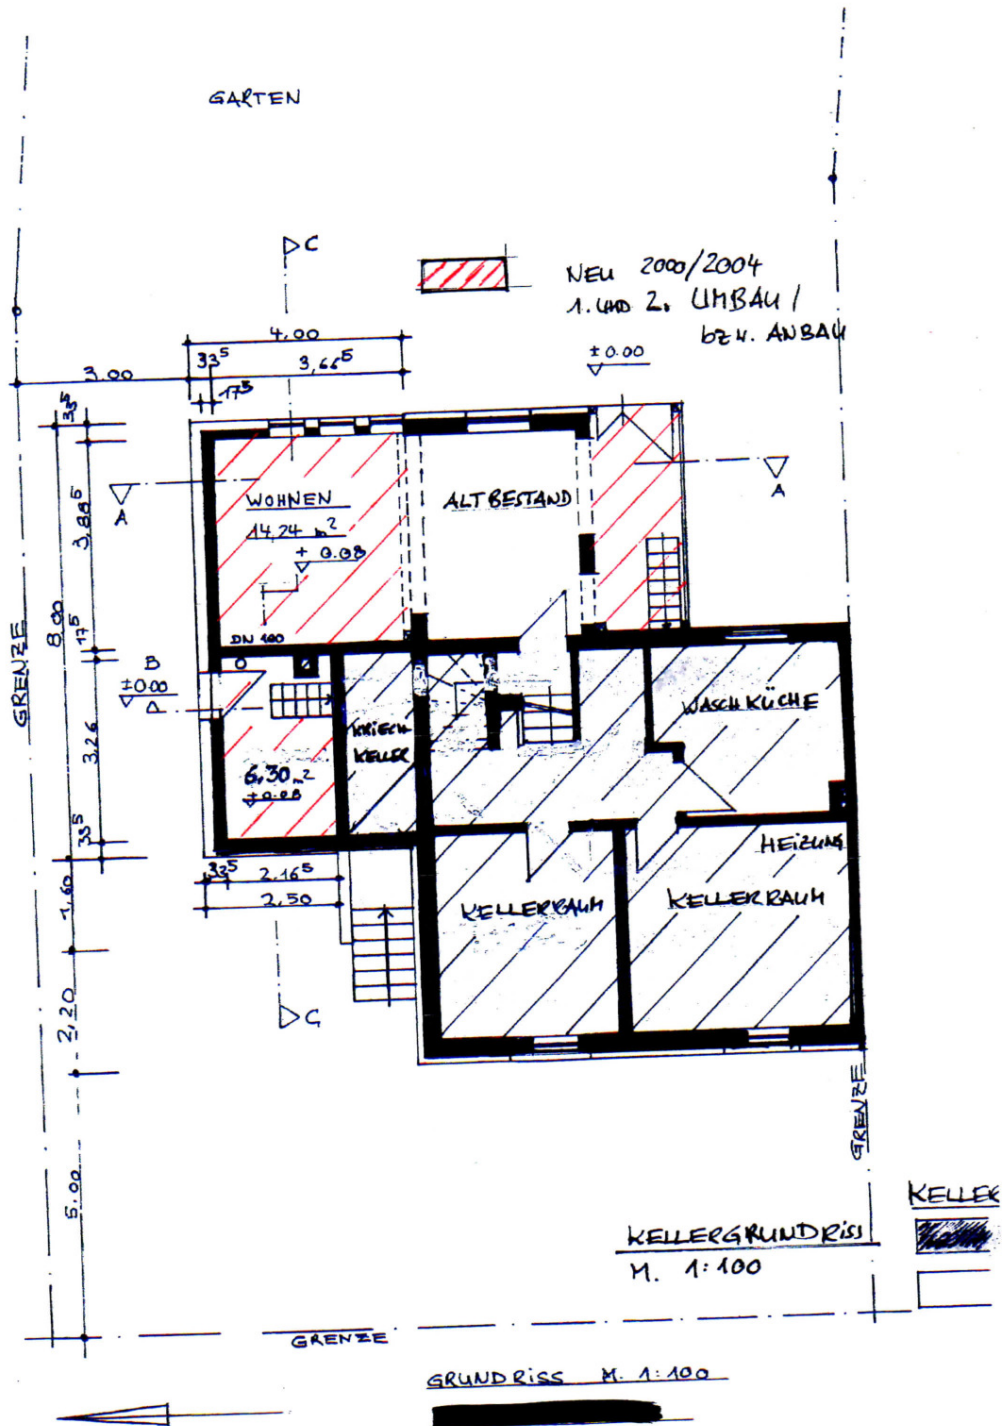 GARTEN
C
NEU 2000/2004
1. UND 2. UMBAU /
bzw. ANBAU
4.00
± 0.00
33⁵
3,66⁵
3.00
17⁵
33⁵
A
A
WOHNEN
14,24 m²
+ 0.08
ALTBESTAND
3,88⁵
8.00
17⁵
DN 100
GRENZE
B
±0.00
3,26
KRIECH
KELLER
WASCHKÜCHE
6,30 m²
±0.08
33⁵
HEIZUNG
33⁵
2.16⁵
2.50
KELLERRAUM
KELLERRAUM
1,60
2,20
C
GRENZE
5.00
KELLER
KELLERGRUNDRISS
M. 1:100
GRENZE
GRUNDRISS M. 1:100